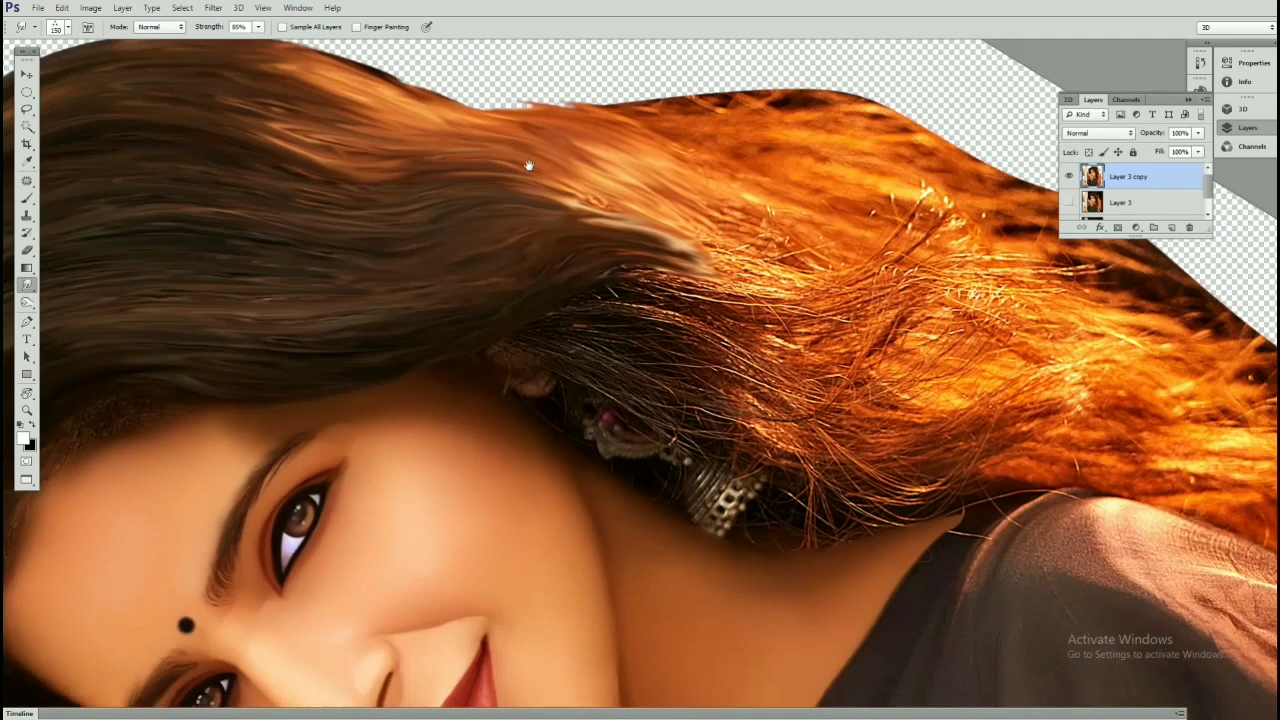 Ps File Edit Image Layer Type Select Filter 3D View Window Help
150 Mode: Normal Strength: 85% Sample All Layers Finger Painting 3D
Properties
Info
3D
Layers
Channels
3D Layers Channels
Kind
Normal Opacity: 100%
Lock: Fill: 100%
Layer 3 copy
Layer 3
fx
T
Activate Windows
Go to Settings to activate Windows.
Timeline